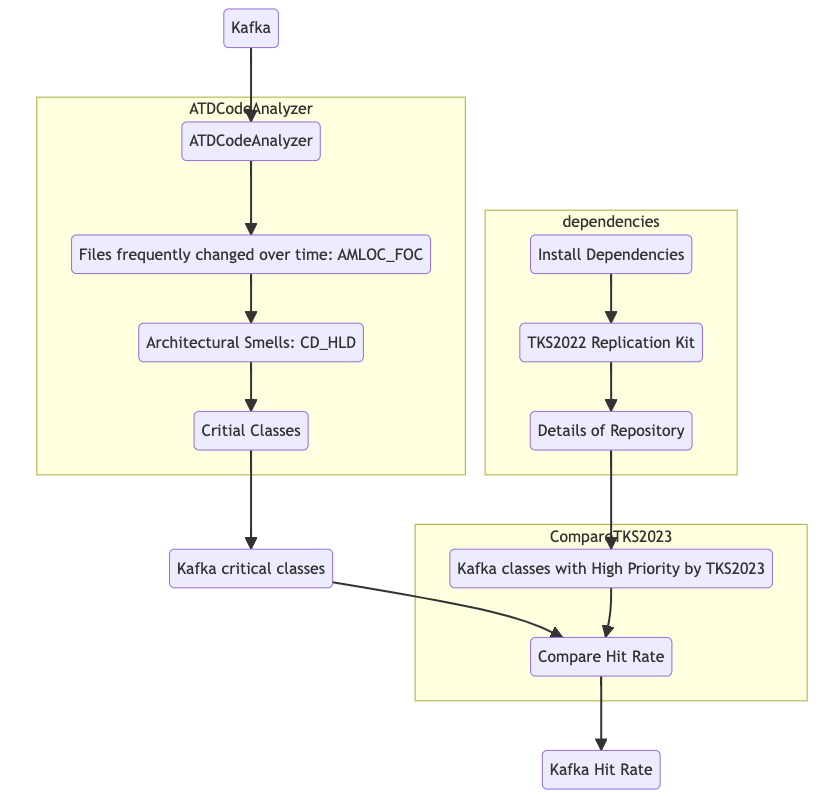 Kafka
ATDCodeAnalyzer
ATDCodeAnalyzer
Files frequently changed over time: AMLOC_FOC
Architectural Smells: CD_HLD
Critial Classes
dependencies
Install Dependencies
TKS2022 Replication Kit
Details of Repository
Kafka critical classes
CompareTKS2023
Kafka classes with High Priority by TKS2023
Compare Hit Rate
Kafka Hit Rate